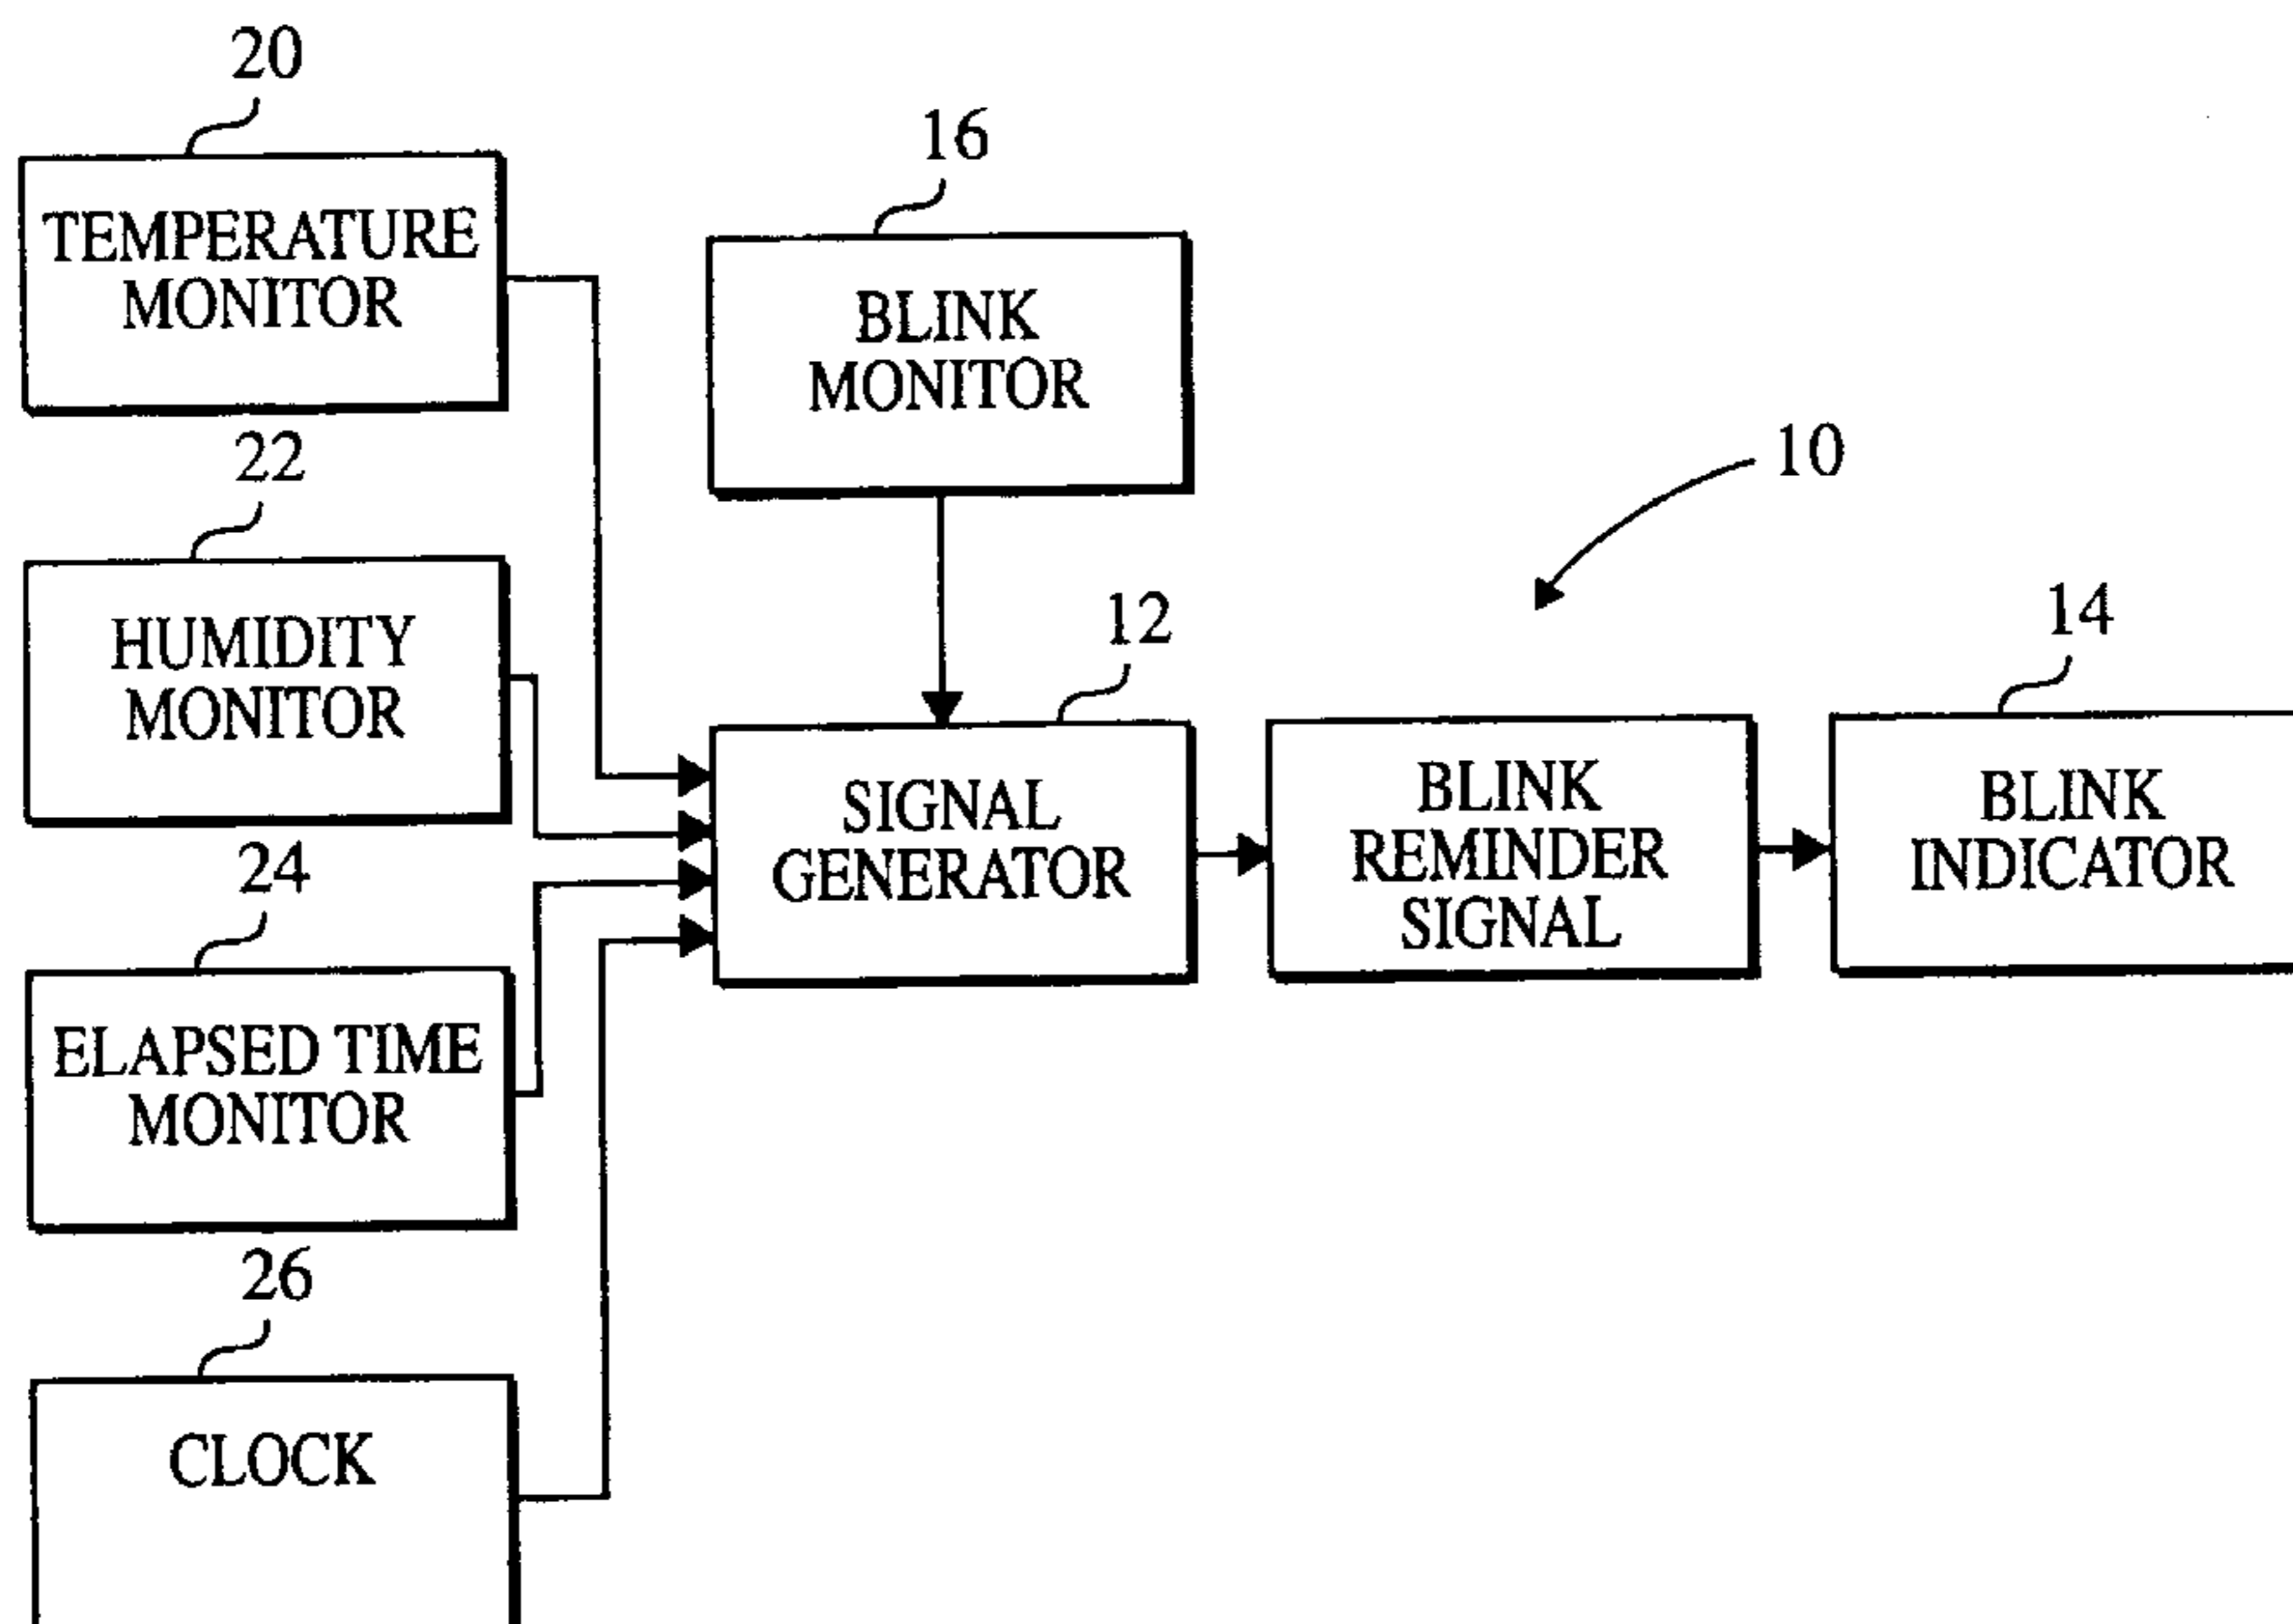 20
TEMPERATURE
MONITOR
16
BLINK
MONITOR
22
HUMIDITY
MONITOR
10
12
SIGNAL
GENERATOR
BLINK
REMINDER
SIGNAL
14
BLINK
INDICATOR
24
ELAPSED TIME
MONITOR
26
CLOCK